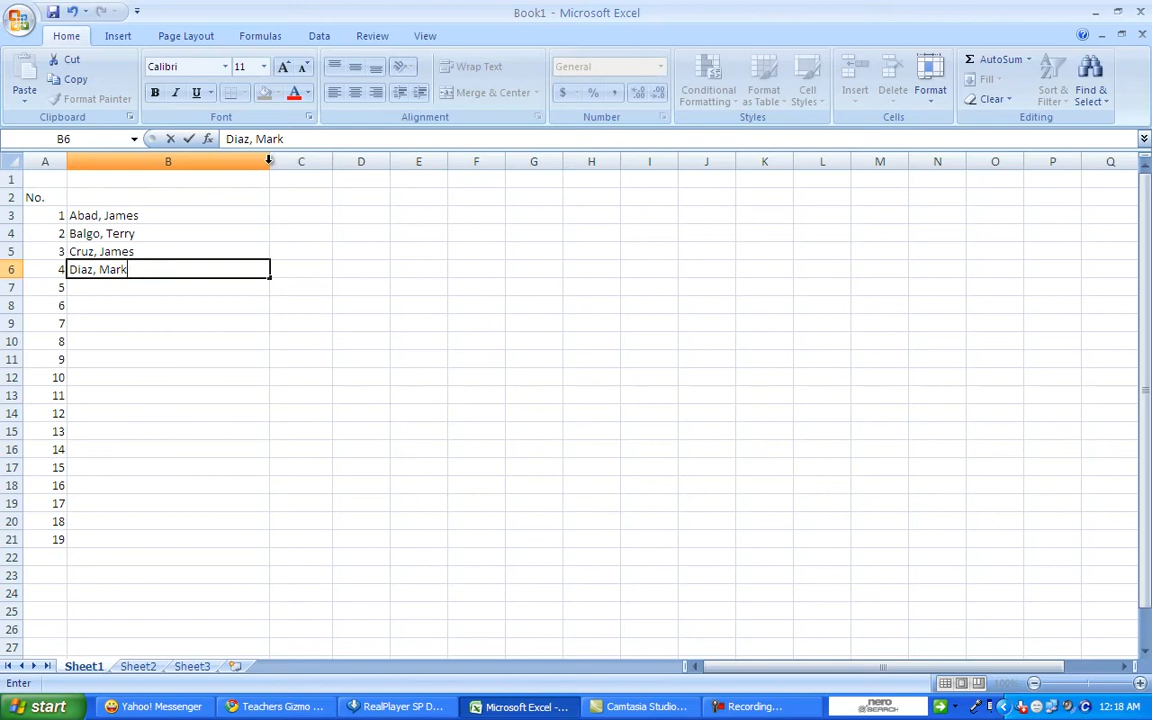 Book1 - Microsoft Excel
Home Insert Page Layout Formulas Data Review View
Paste
Cut
Copy
Format Painter
Clipboard
Calibri 11 A A
B I U A
Font
Wrap Text
Merge & Center
Alignment
General
$ % ,
Number
Conditional Formatting
Format as Table
Cell Styles
Styles
Insert Delete Format
Cells
Σ AutoSum
Fill
Clear
Sort & Filter
Find & Select
Editing
B6 fx Diaz, Mark
A B C D E F G H I J K L M N O P Q
1
2 No.
3 1 Abad, James
4 2 Balgo, Terry
5 3 Cruz, James
6 4 Diaz, Mark
7 5
8 6
9 7
10 8
11 9
12 10
13 11
14 12
15 13
16 14
17 15
18 16
19 17
20 18
21 19
22
23
24
25
26
27
Sheet1 Sheet2 Sheet3
Enter 100%
start Yahoo! Messenger Teachers Gizmo ... RealPlayer SP D... Microsoft Excel -... Camtasia Studio... Recording... nero SEARCH 12:18 AM